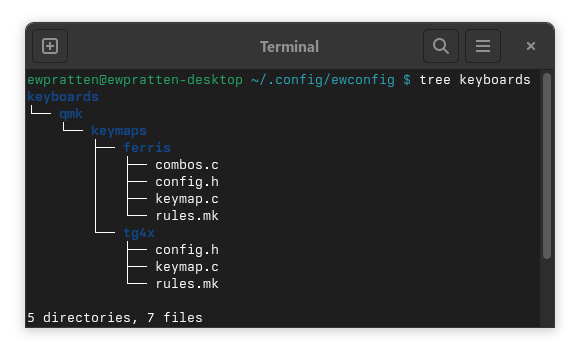 Terminal
ewpratten@ewpratten-desktop ~/.config/ewconfig $ tree keyboards
keyboards
└── qmk
    └── keymaps
        ├── ferris
        │   ├── combos.c
        │   ├── config.h
        │   ├── keymap.c
        │   └── rules.mk
        └── tg4x
            ├── config.h
            ├── keymap.c
            └── rules.mk
5 directories, 7 files